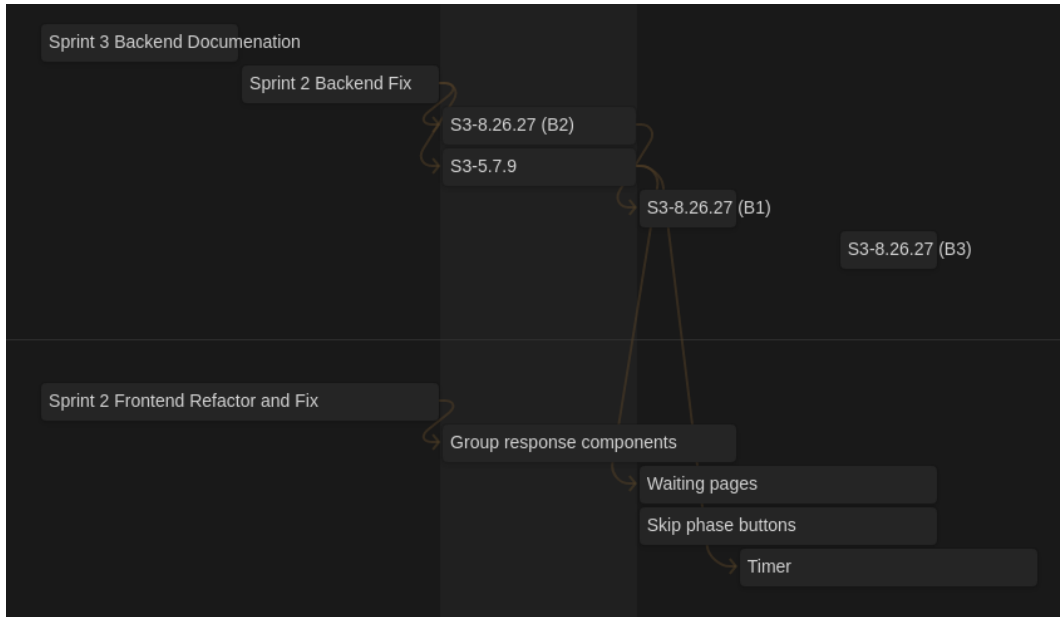 Sprint 3 Backend Documenation
Sprint 2 Backend Fix
S3-8.26.27 (B2)
S3-5.7.9
S3-8.26.27 (B1)
S3-8.26.27 (B3)
Sprint 2 Frontend Refactor and Fix
Group response components
Waiting pages
Skip phase buttons
Timer